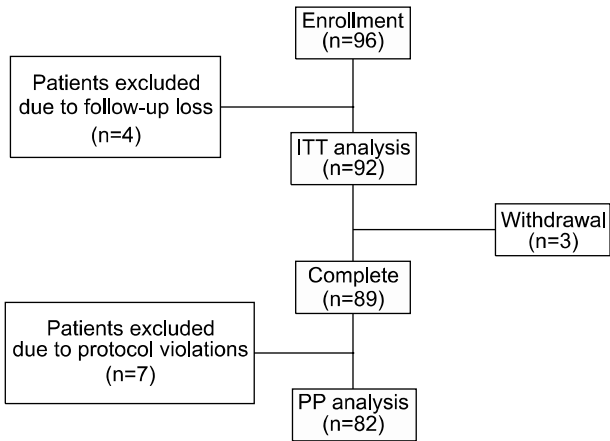 Enrollment
(n=96)
Patients excluded
due to follow-up loss
(n=4)
ITT analysis
(n=92)
Withdrawal
(n=3)
Complete
(n=89)
Patients excluded
due to protocol violations
(n=7)
PP analysis
(n=82)